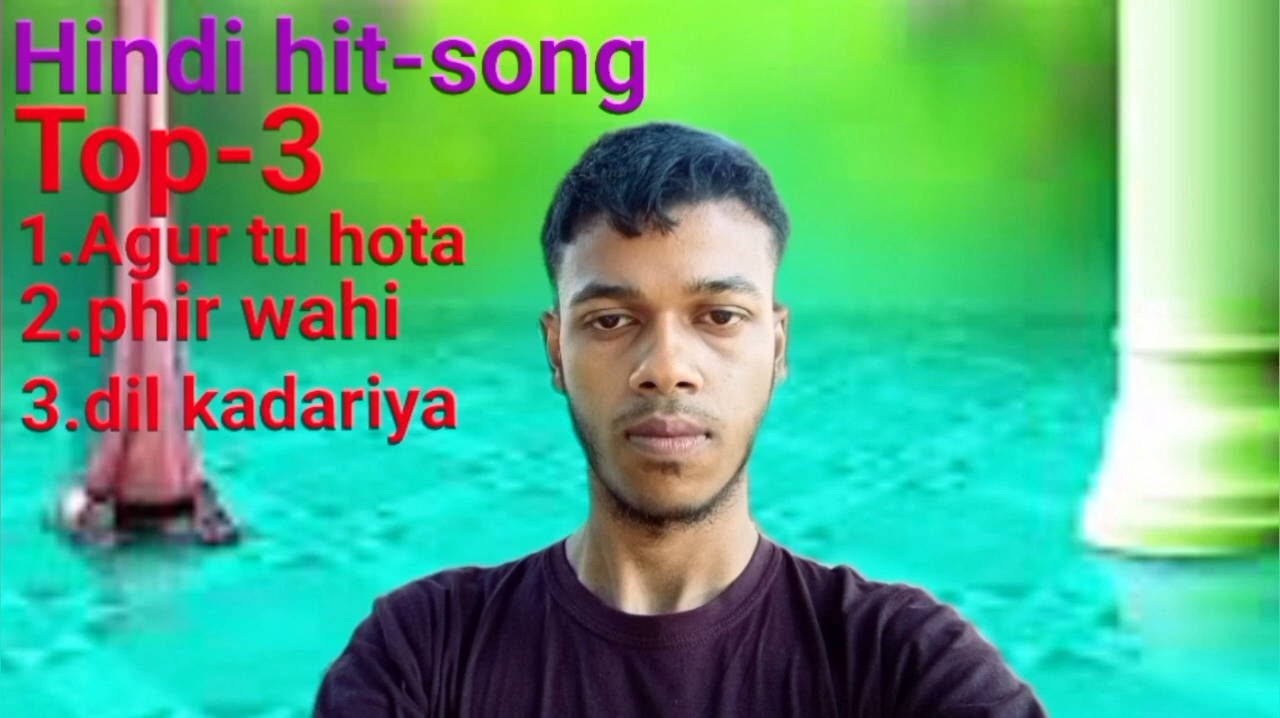 Hindi hit-song
Top-3
1.Agur tu hota
2.phir wahi
3.dil kadariya